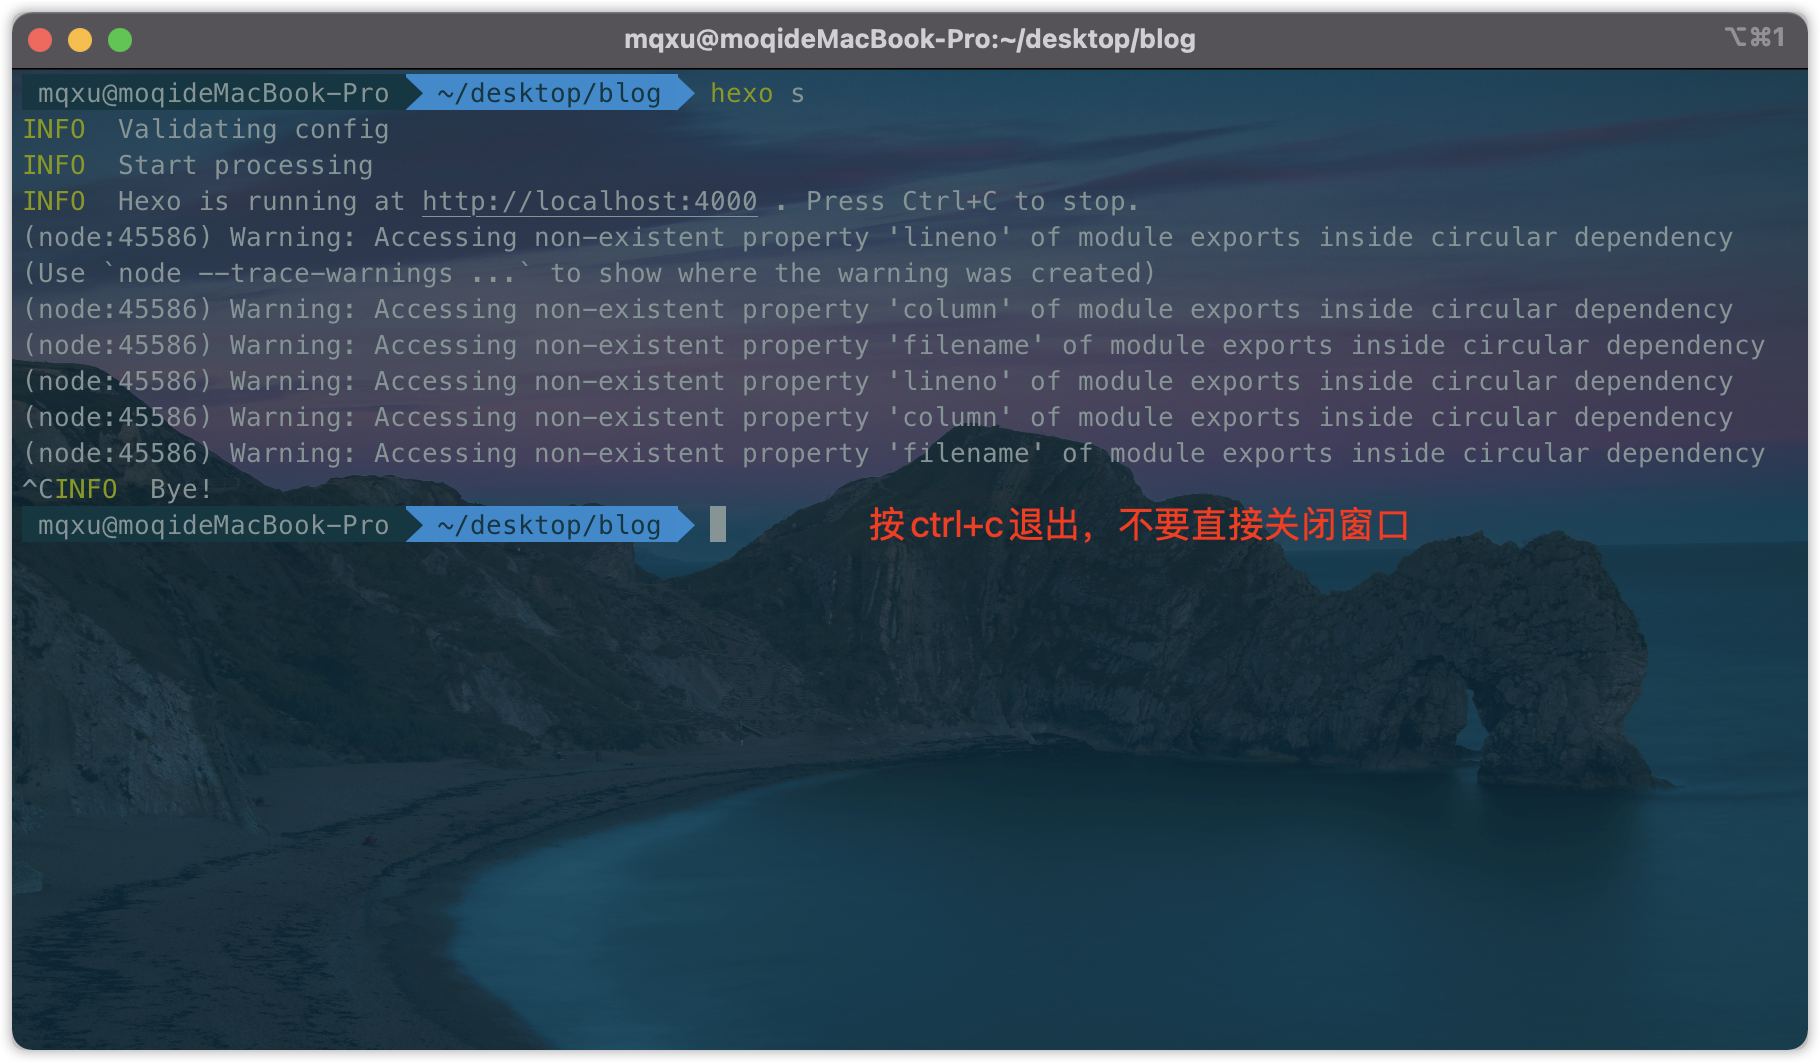 mqxu@moqideMacBook-Pro:~/desktop/blog
⌥⌘1
mqxu@moqideMacBook-Pro ~/desktop/blog hexo s
INFO  Validating config
INFO  Start processing
INFO  Hexo is running at http://localhost:4000 . Press Ctrl+C to stop.
(node:45586) Warning: Accessing non-existent property 'lineno' of module exports inside circular dependency
(Use `node --trace-warnings ...` to show where the warning was created)
(node:45586) Warning: Accessing non-existent property 'column' of module exports inside circular dependency
(node:45586) Warning: Accessing non-existent property 'filename' of module exports inside circular dependency
(node:45586) Warning: Accessing non-existent property 'lineno' of module exports inside circular dependency
(node:45586) Warning: Accessing non-existent property 'column' of module exports inside circular dependency
(node:45586) Warning: Accessing non-existent property 'filename' of module exports inside circular dependency
^CINFO  Bye!
mqxu@moqideMacBook-Pro ~/desktop/blog
按ctrl+c退出，不要直接关闭窗口